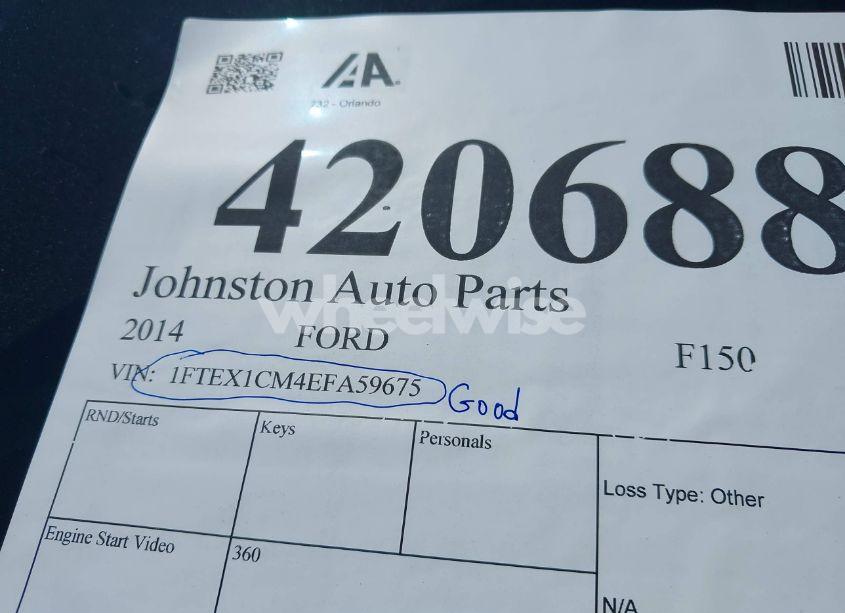 IAA
232 - Orlando
420688
Johnston Auto Parts
wheelwise
2014 FORD F150
VIN: 1FTEX1CM4EFA59675 Good
RND/Starts Keys Personals
Loss Type: Other
Engine Start Video 360
N/A